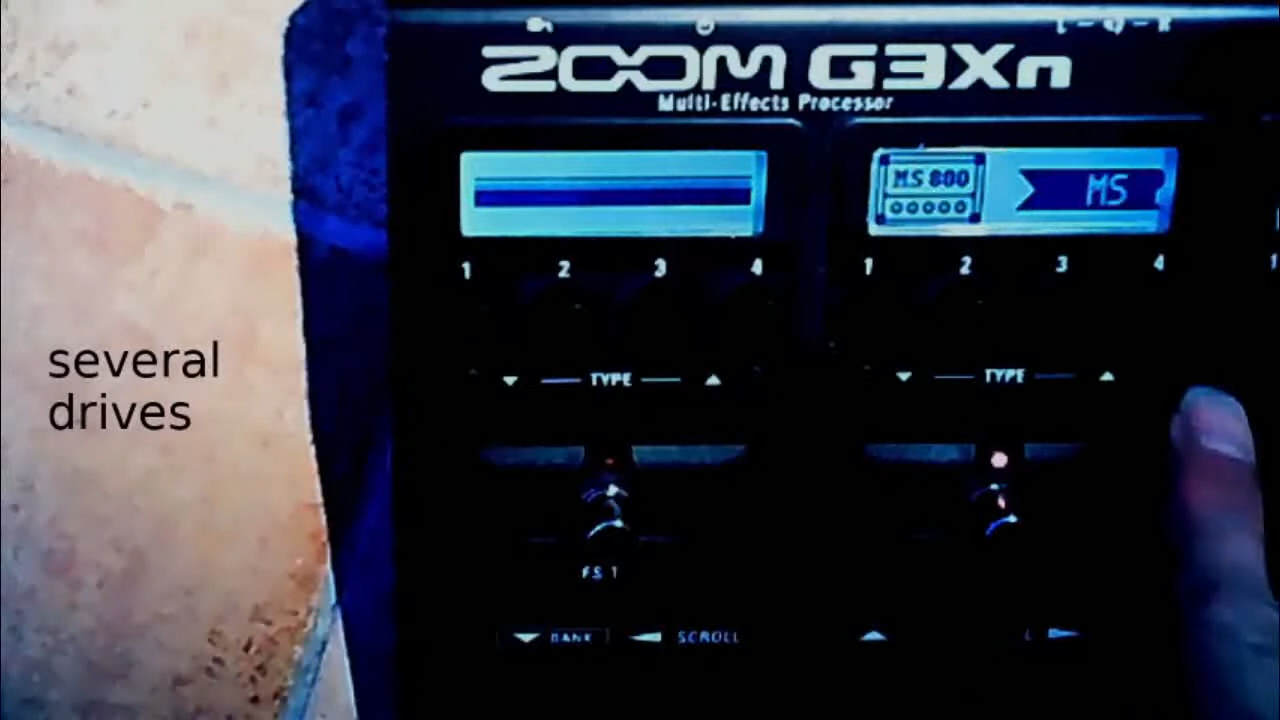 ZOOM G3Xn
Multi-Effects Processor
MS 800
MS
1 2 3 4
1 2 3 4
TYPE
TYPE
several
drives
FS 1
BANK
SCROLL